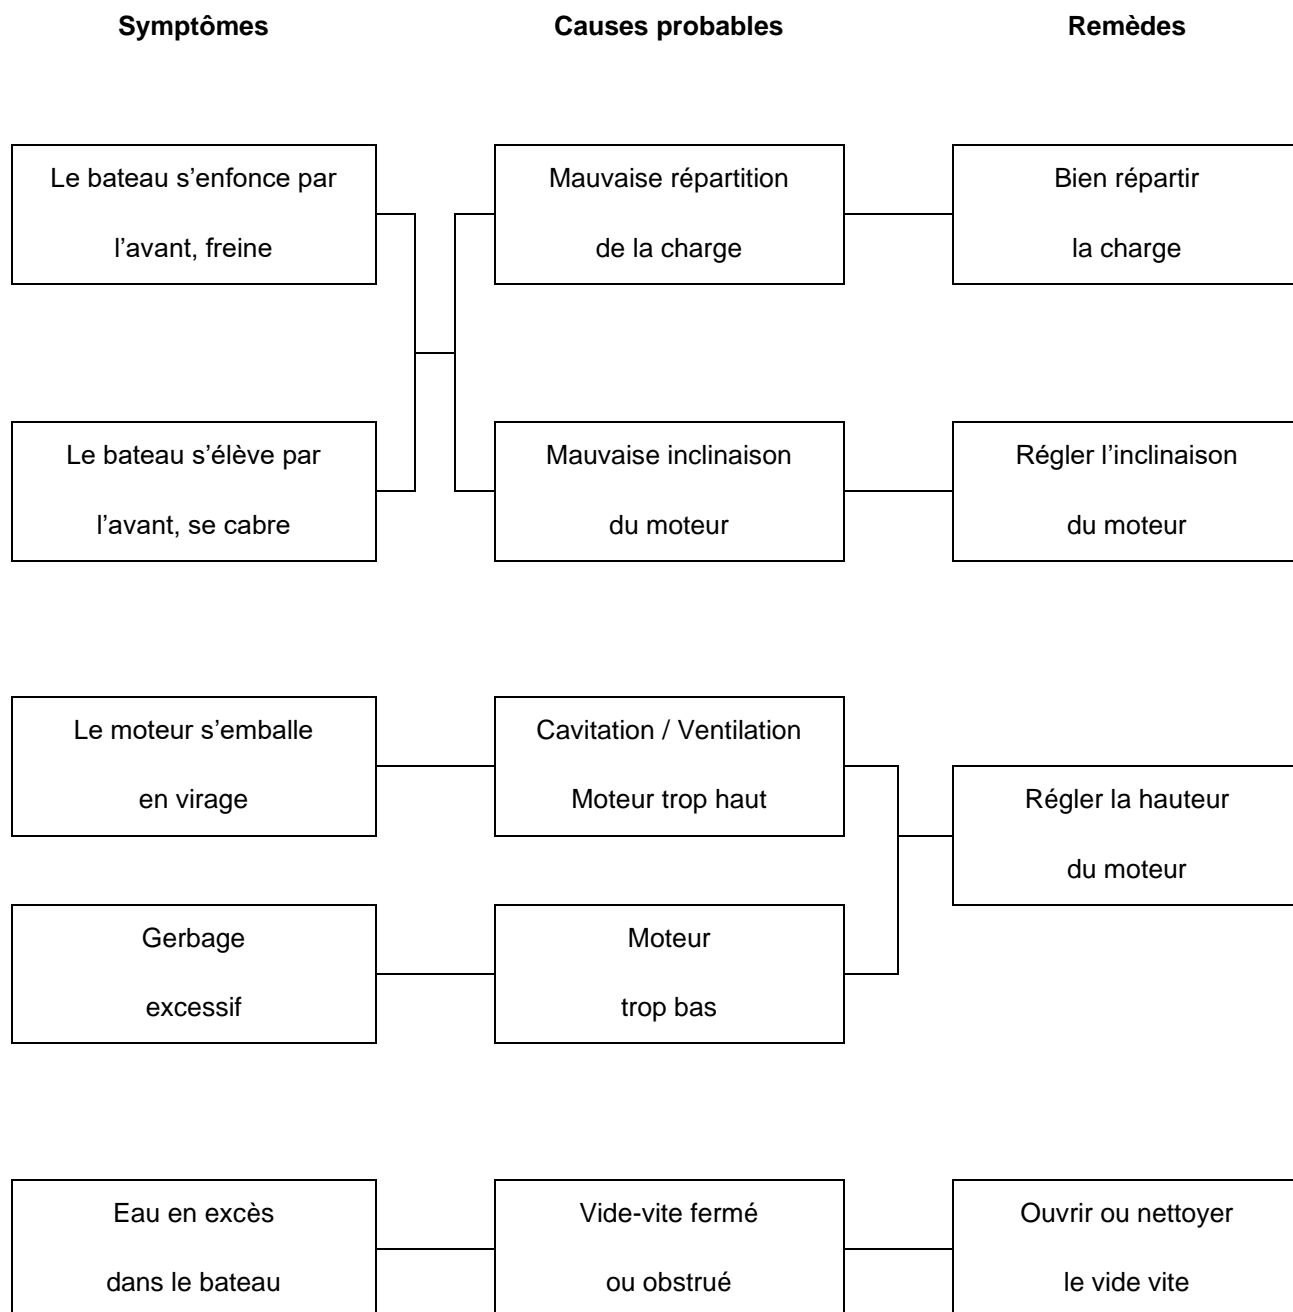 Symptômes
Causes probables
Remèdes
Le bateau s’enfonce par
l’avant, freine
Mauvaise répartition
de la charge
Bien répartir
la charge
Le bateau s’élève par
l’avant, se cabre
Mauvaise inclinaison
du moteur
Régler l’inclinaison
du moteur
Le moteur s’emballe
en virage
Cavitation / Ventilation
Moteur trop haut
Régler la hauteur
du moteur
Gerbage
excessif
Moteur
trop bas
Eau en excès
dans le bateau
Vide-vite fermé
ou obstrué
Ouvrir ou nettoyer
le vide vite